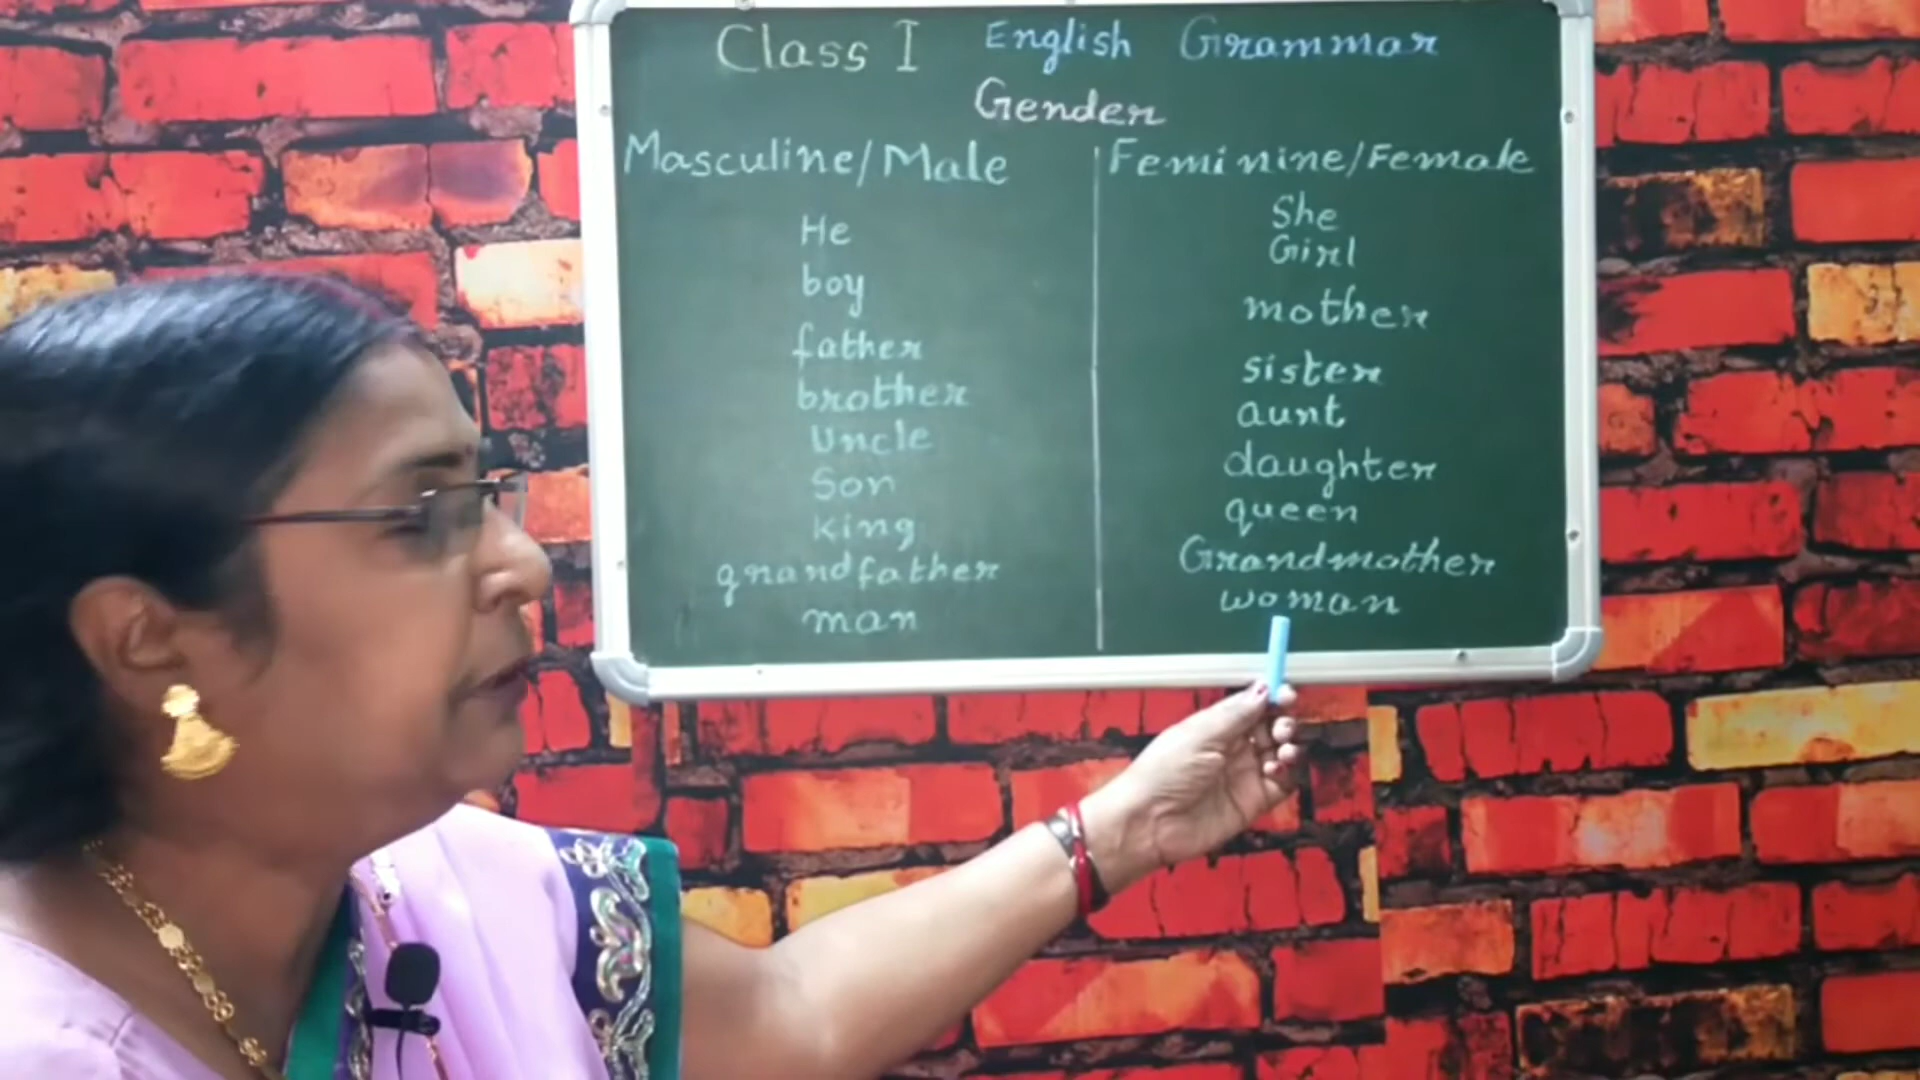 Class I English Grammar
Gender
Masculine/Male Feminine/Female
He She
boy Girl
father mother
brother sister
Uncle aunt
Son daughter
King queen
grandfather Grandmother
man woman